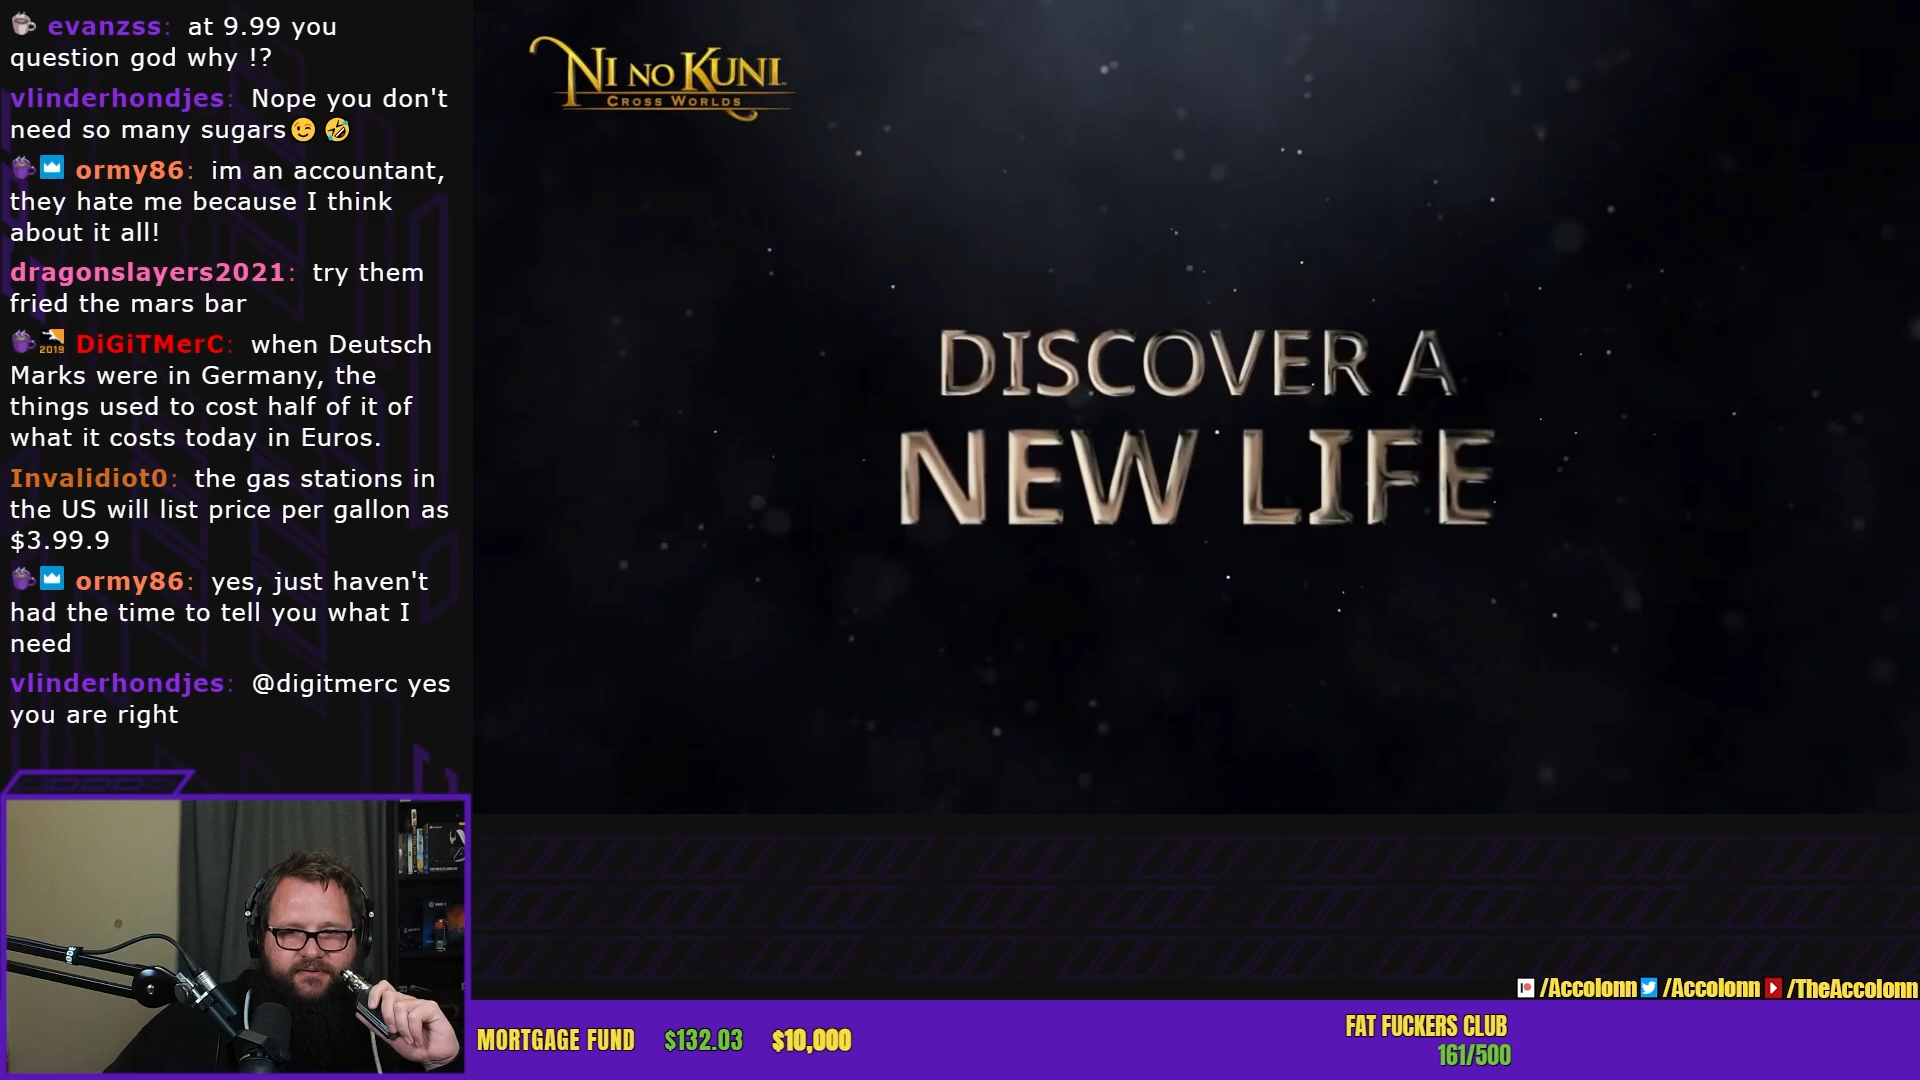 evanzss: at 9.99 you
question god why !?
vlinderhondjes: Nope you don't
need so many sugars😉 🤣
ormy86: im an accountant,
they hate me because I think
about it all!
dragonslayers2021: try them
fried the mars bar
2019 DiGiTMerC: when Deutsch
Marks were in Germany, the
things used to cost half of it of
what it costs today in Euros.
Invalidiot0: the gas stations in
the US will list price per gallon as
$3.99.9
ormy86: yes, just haven't
had the time to tell you what I
need
vlinderhondjes: @digitmerc yes
you are right
NI NO KUNI™
CROSS WORLDS
DISCOVER A
NEW LIFE
/Accolonn /Accolonn /TheAccolonn
MORTGAGE FUND $132.03 $10,000
FAT FUCKERS CLUB
161/500